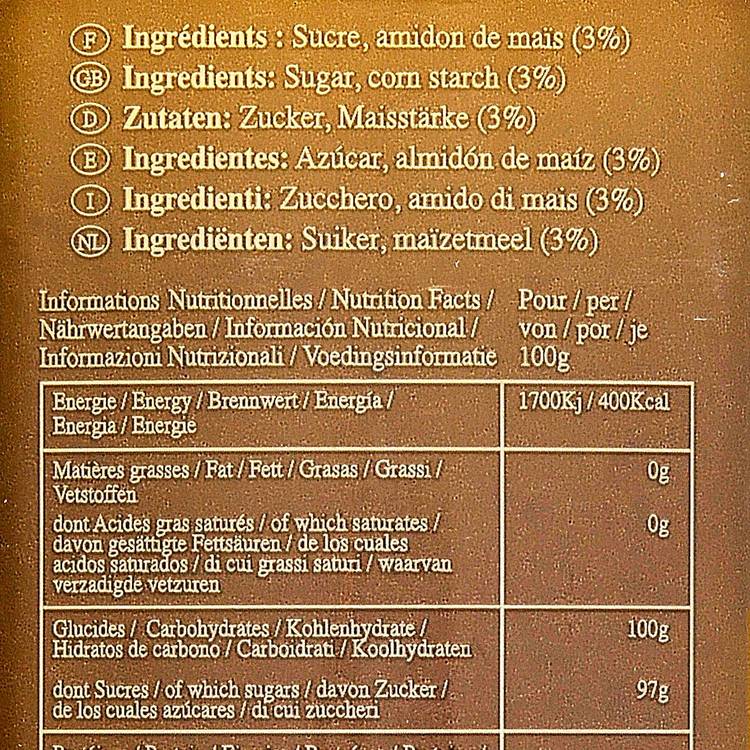 F Ingrédients : Sucre, amidon de maïs (3%)
GB Ingredients: Sugar, corn starch (3%)
D Zutaten: Zucker, Maisstärke (3%)
E Ingredientes: Azúcar, almidón de maíz (3%)
I Ingredienti: Zucchero, amido di mais (3%)
NL Ingrediënten: Suiker, maïzetmeel (3%)
Informations Nutritionnelles / Nutrition Facts / Pour / per /
Nährwertangaben / Información Nutricional / von / por / je
Informazioni Nutrizionali / Voedingsinformatie 100g
Energie / Energy / Brennwert / Energía / 1700Kj / 400Kcal
Energia / Energie
Matières grasses / Fat / Fett / Grasas / Grassi / 0g
Vetstoffen
dont Acides gras saturés / of which saturates / 0g
davon gesättigte Fettsäuren / de los cuales
acidos saturados / di cui grassi saturi / waarvan
verzadigde vetzuren
Glucides / Carbohydrates / Kohlenhydrate / 100g
Hidratos de carbono / Carboidrati / Koolhydraten
dont Sucres / of which sugars / davon Zucker / 97g
de los cuales azúcares / di cui zuccheri